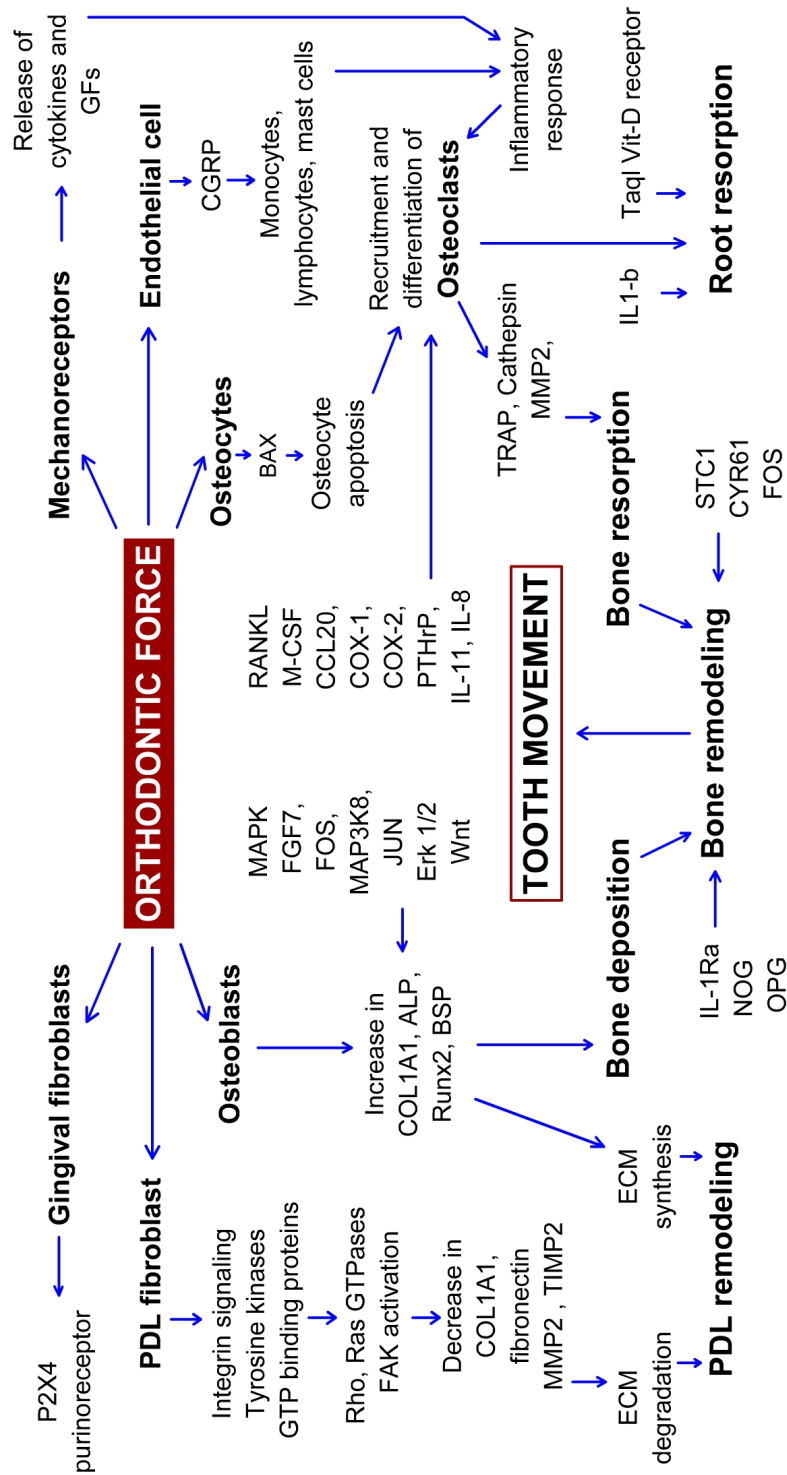 P2X4
purinoreceptor
Gingival fibroblasts
Mechanoreceptors
Release of
cytokines and
GFs
ORTHODONTIC FORCE
PDL fibroblast
Endothelial cell
Integrin signaling
Tyrosine kinases
GTP binding proteins
Rho, Ras GTPases
FAK activation
Decrease in
COL1A1,
fibronectin
MMP2 , TIMP2
ECM
degradation
Osteoblasts
Increase in
COL1A1, ALP,
Runx2, BSP
ECM
synthesis
PDL remodeling
MAPK
FGF7,
FOS,
MAP3K8,
JUN
Erk 1/2
Wnt
RANKL
M-CSF
CCL20,
COX-1,
COX-2,
PTHrP,
IL-11, IL-8
Osteocytes
BAX
Osteocyte
apoptosis
CGRP
Monocytes,
lymphocytes, mast cells
Recruitment and
differentiation of
Osteoclasts
Inflammatory
response
TRAP, Cathepsin
MMP2,
TOOTH MOVEMENT
Bone deposition
Bone resorption
IL1-b
TaqI Vit-D receptor
Root resorption
IL-1Ra
NOG
OPG
Bone remodeling
STC1
CYR61
FOS